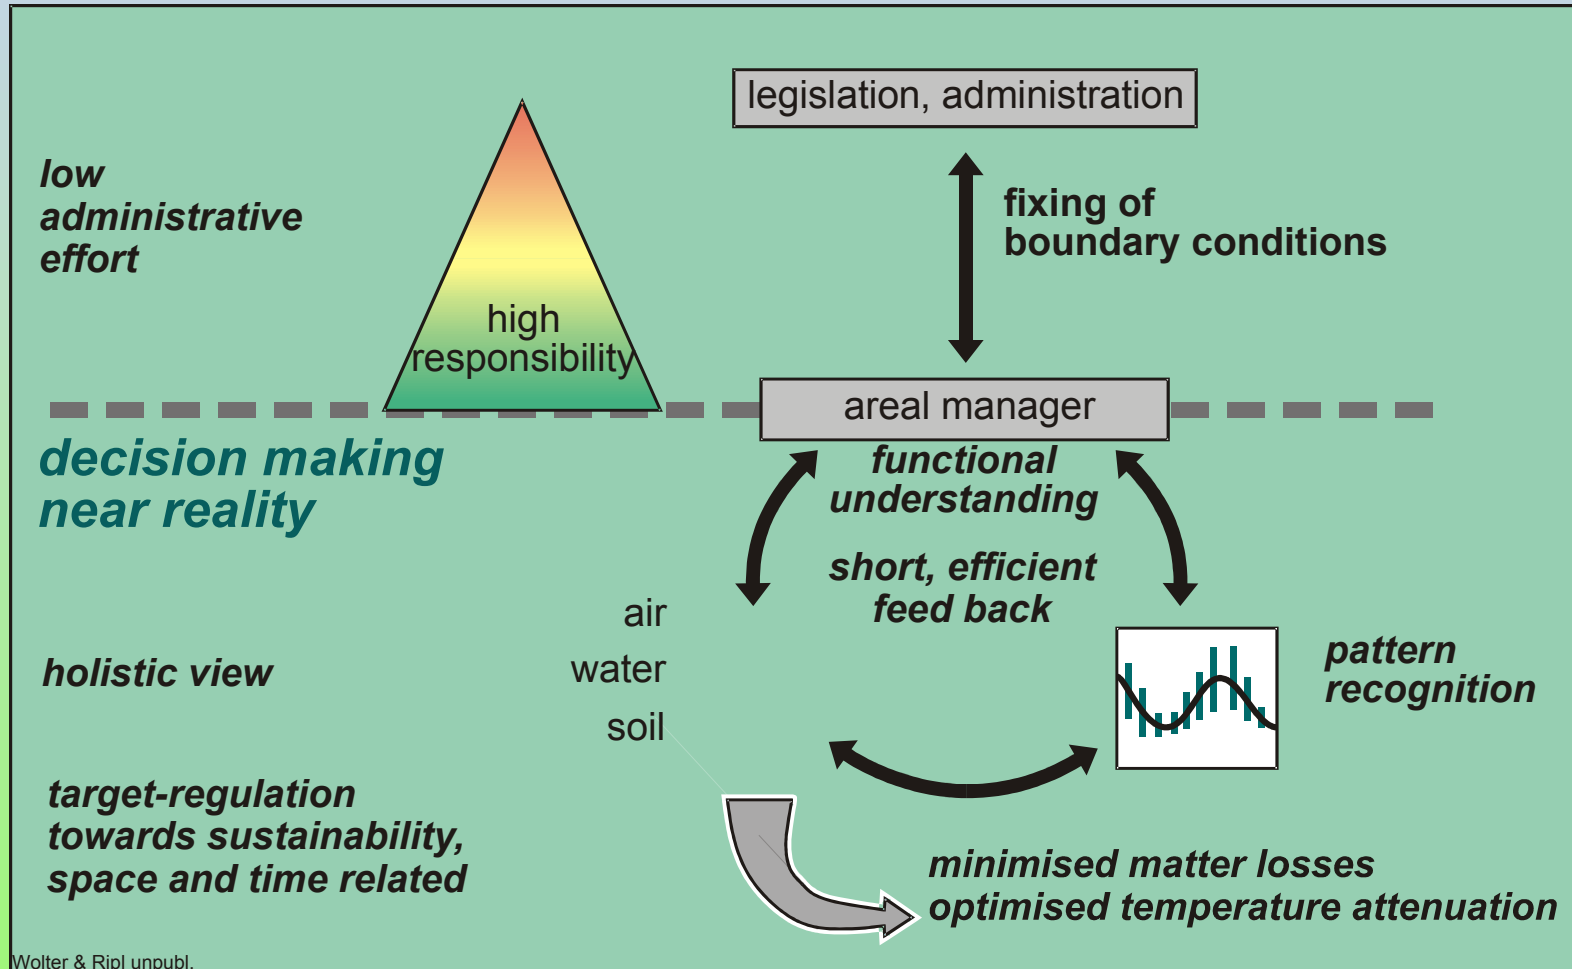 legislation, administration
low
administrative
effort
fixing of
boundary conditions
high
responsibility
areal manager
decision making
near reality
functional
understanding
short, efficient
feed back
air
water
soil
holistic view
pattern
recognition
target-regulation
towards sustainability,
space and time related
minimised matter losses
optimised temperature attenuation
Wolter & Ripl unpubl.